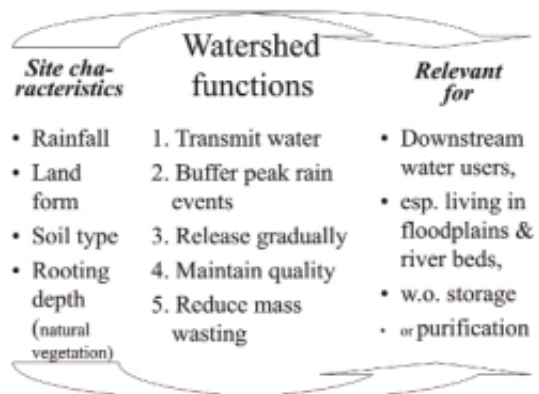 Site cha-
racteristics
• Rainfall
• Land
form
• Soil type
• Rooting
depth
(natural
vegetation)
Watershed
functions
1. Transmit water
2. Buffer peak rain
events
3. Release gradually
4. Maintain quality
5. Reduce mass
wasting
Relevant
for
• Downstream
water users,
• esp. living in
floodplains &
river beds,
• w.o. storage
• or purification